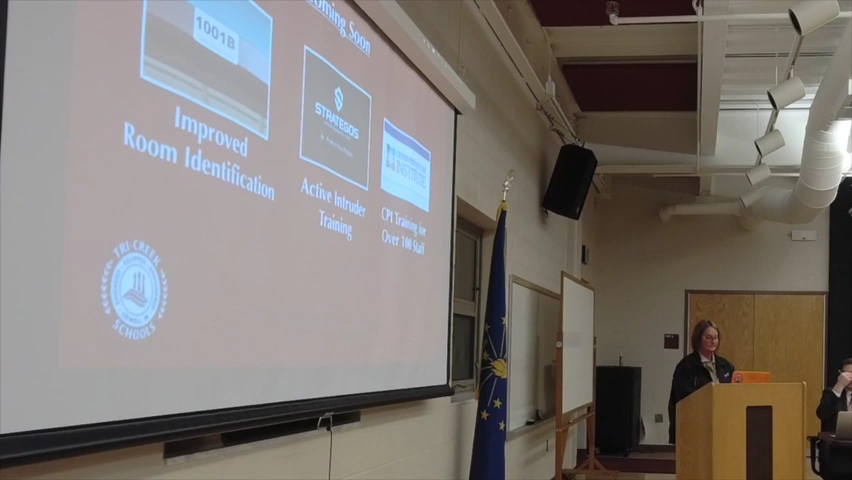 Coming Soon
1001B
Improved
Room Identification
STRATEGOS
Active Intruder
Training
INSTITUTE
CPI Training for
Over 100 Staff
TRI-CREEK
SCHOOLS